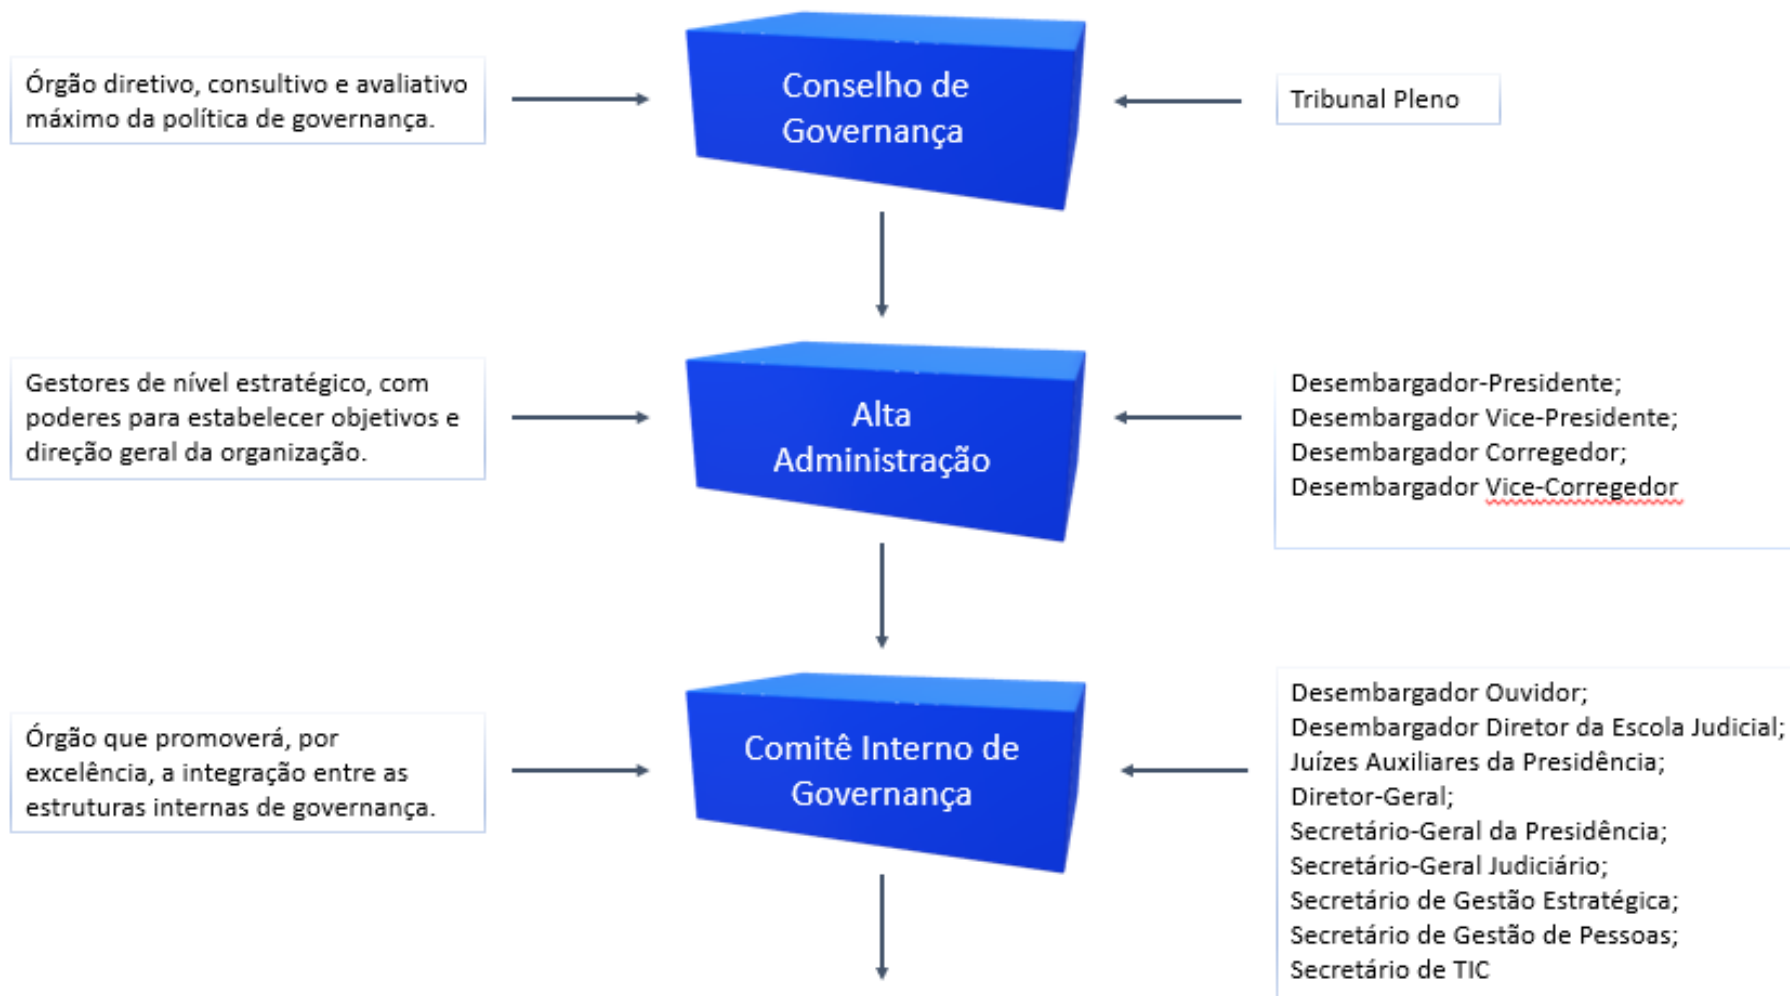 Órgão diretivo, consultivo e avaliativo
máximo da política de governança.
Conselho de
Governança
Tribunal Pleno
Gestores de nível estratégico, com
poderes para estabelecer objetivos e
direção geral da organização.
Alta
Administração
Desembargador-Presidente;
Desembargador Vice-Presidente;
Desembargador Corregedor;
Desembargador Vice-Corregedor
Órgão que promoverá, por
excelência, a integração entre as
estruturas internas de governança.
Comitê Interno de
Governança
Desembargador Ouvidor;
Desembargador Diretor da Escola Judicial;
Juízes Auxiliares da Presidência;
Diretor-Geral;
Secretário-Geral da Presidência;
Secretário-Geral Judiciário;
Secretário de Gestão Estratégica;
Secretário de Gestão de Pessoas;
Secretário de TIC